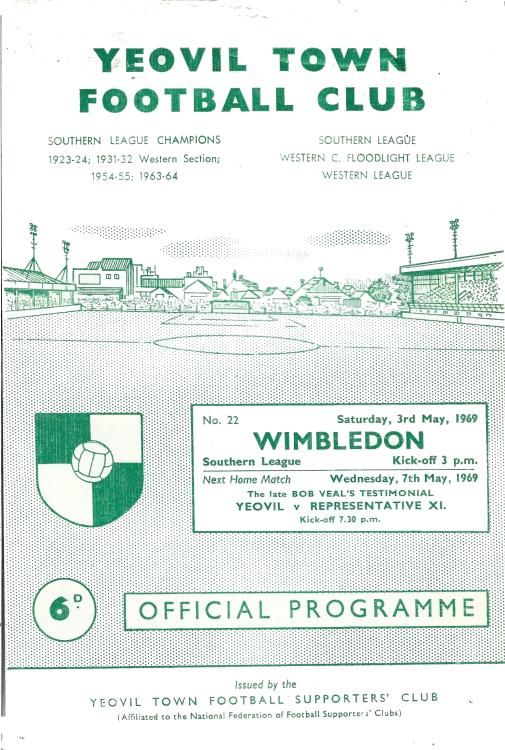 YEOVIL TOWN
FOOTBALL CLUB
SOUTHERN LEAGUE CHAMPIONS
1923-24; 1931-32 Western Section;
1954-55; 1963-64
SOUTHERN LEAGUE
WESTERN C. FLOODLIGHT LEAGUE
WESTERN LEAGUE
No. 22 Saturday, 3rd May, 1969
WIMBLEDON
Southern League Kick-off 3 p.m.
Next Home Match Wednesday, 7th May, 1969
The late BOB VEAL'S TESTIMONIAL
YEOVIL v REPRESENTATIVE XI.
Kick-off 7.30 p.m.
6D.
OFFICIAL PROGRAMME
Issued by the
YEOVIL TOWN FOOTBALL SUPPORTERS' CLUB
(Affiliated to the National Federation of Football Supporters' Clubs)